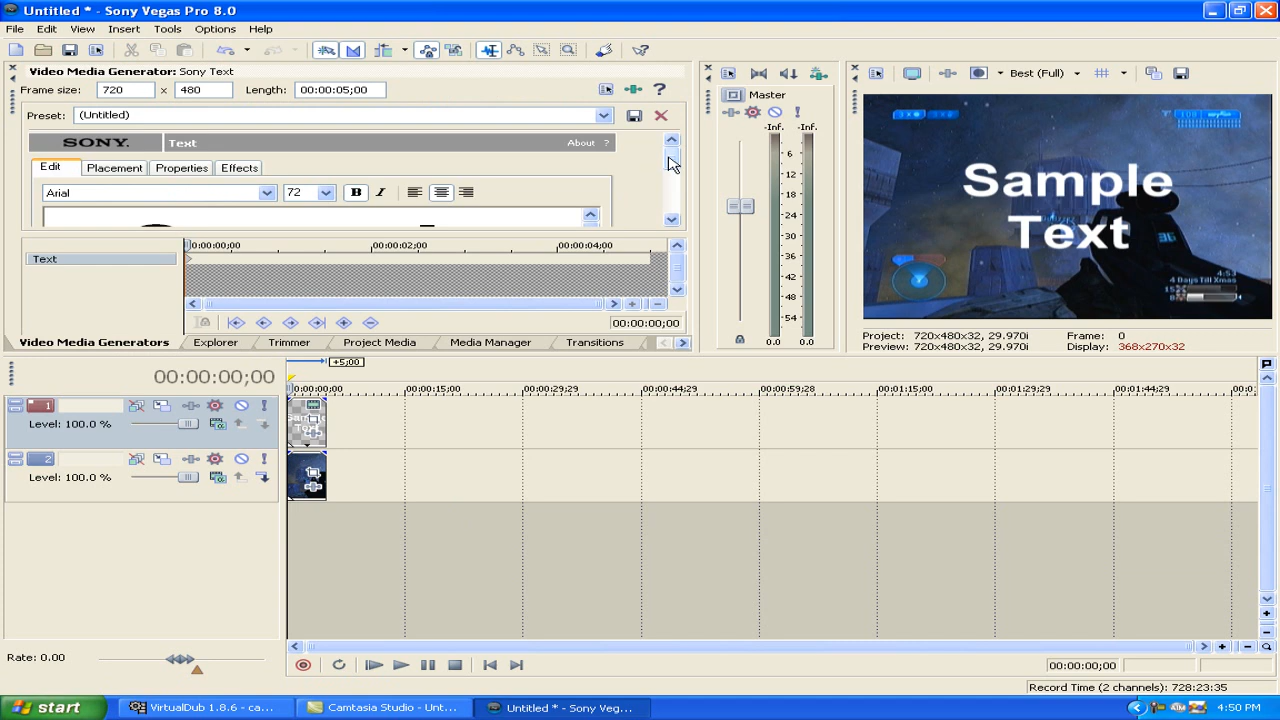 Untitled * - Sony Vegas Pro 8.0
File Edit View Insert Tools Options Help
Video Media Generator: Sony Text
Frame size: 720 x 480 Length: 00:00:05;00
Preset: (Untitled)
SONY. Text About ?
Edit Placement Properties Effects
Arial 72 B I
00:00:00;00 00:00:02;00 00:00:04;00
Text
00:00:00;00
Video Media Generators Explorer Trimmer Project Media Media Manager Transitions
Master
-Inf. -Inf.
6
12
18
24
30
36
42
48
54
0.0 0.0
Best (Full)
Sample
Text
36
4:53
4 Days Till Xmas
Project: 720x480x32, 29.970i Frame: 0
Preview: 720x480x32, 29.970i Display: 368x270x32
+5;00
00:00:00;00
00:00:00;00 00:00:15;00 00:00:29;29 00:00:44;29 00:00:59;28 00:01:15;00 00:01:29;29 00:01:44;29 00:0
1
Level: 100.0 %
2
Level: 100.0 %
Rate: 0.00
00:00:00;00
Record Time (2 channels): 728:23:35
start VirtualDub 1.8.6 - ca... Camtasia Studio - Unt... Untitled * - Sony Veg... 4:50 PM